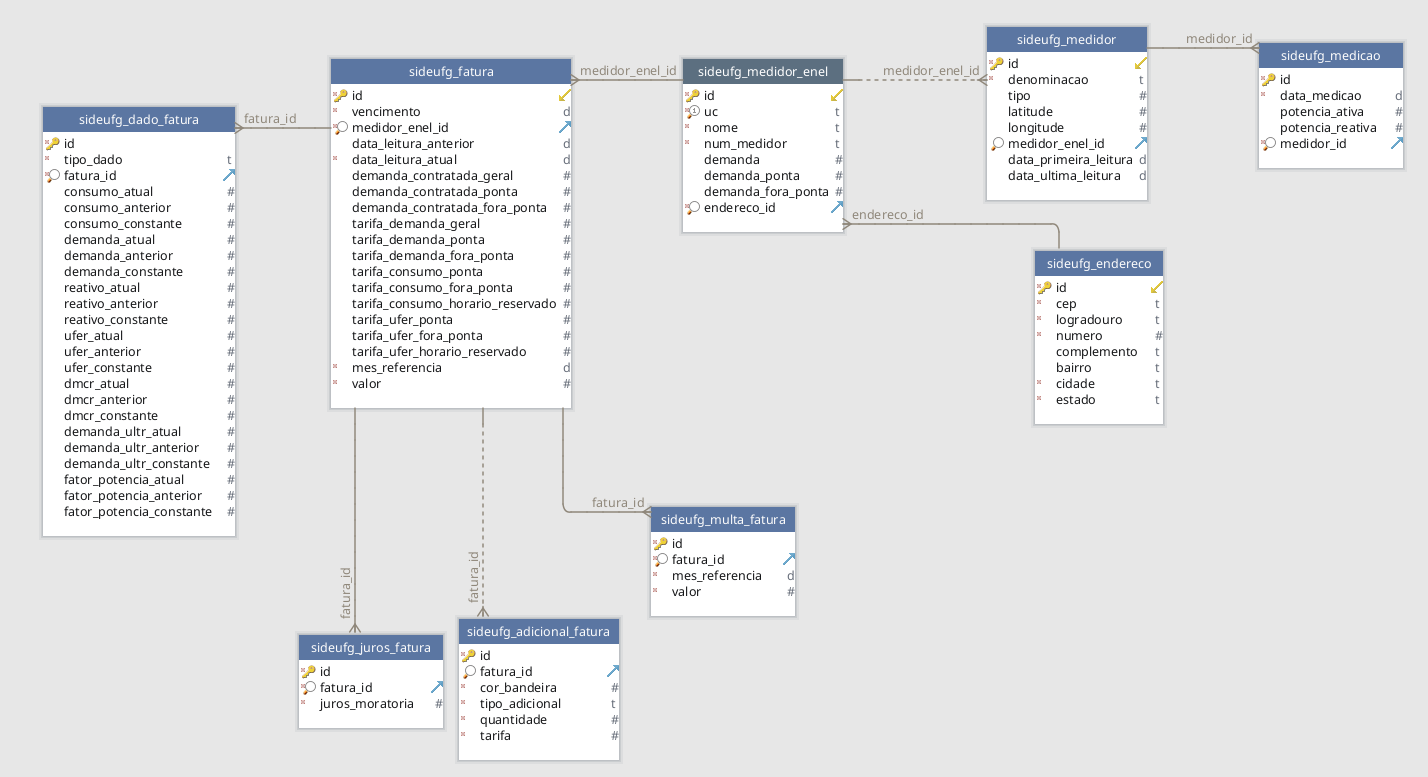 sideufg_dado_fatura
id
tipo_dado t
fatura_id
consumo_atual #
consumo_anterior #
consumo_constante #
demanda_atual #
demanda_anterior #
demanda_constante #
reativo_atual #
reativo_anterior #
reativo_constante #
ufer_atual #
ufer_anterior #
ufer_constante #
dmcr_atual #
dmcr_anterior #
dmcr_constante #
demanda_ultr_atual #
demanda_ultr_anterior #
demanda_ultr_constante #
fator_potencia_atual #
fator_potencia_anterior #
fator_potencia_constante #
fatura_id
sideufg_fatura
id
vencimento d
medidor_enel_id
data_leitura_anterior d
data_leitura_atual d
demanda_contratada_geral #
demanda_contratada_ponta #
demanda_contratada_fora_ponta #
tarifa_demanda_geral #
tarifa_demanda_ponta #
tarifa_demanda_fora_ponta #
tarifa_consumo_ponta #
tarifa_consumo_fora_ponta #
tarifa_consumo_horario_reservado #
tarifa_ufer_ponta #
tarifa_ufer_fora_ponta #
tarifa_ufer_horario_reservado #
mes_referencia d
valor #
medidor_enel_id
sideufg_medidor_enel
id
uc t
nome t
num_medidor t
demanda #
demanda_ponta #
demanda_fora_ponta #
endereco_id
medidor_enel_id
sideufg_medidor
id
denominacao t
tipo #
latitude #
longitude #
medidor_enel_id
data_primeira_leitura d
data_ultima_leitura d
medidor_id
sideufg_medicao
id
data_medicao d
potencia_ativa #
potencia_reativa #
medidor_id
endereco_id
sideufg_endereco
id
cep t
logradouro t
numero #
complemento t
bairro t
cidade t
estado t
fatura_id
sideufg_multa_fatura
id
fatura_id
mes_referencia d
valor #
fatura_id
sideufg_juros_fatura
id
fatura_id
juros_moratoria #
fatura_id
sideufg_adicional_fatura
id
fatura_id
cor_bandeira #
tipo_adicional t
quantidade #
tarifa #